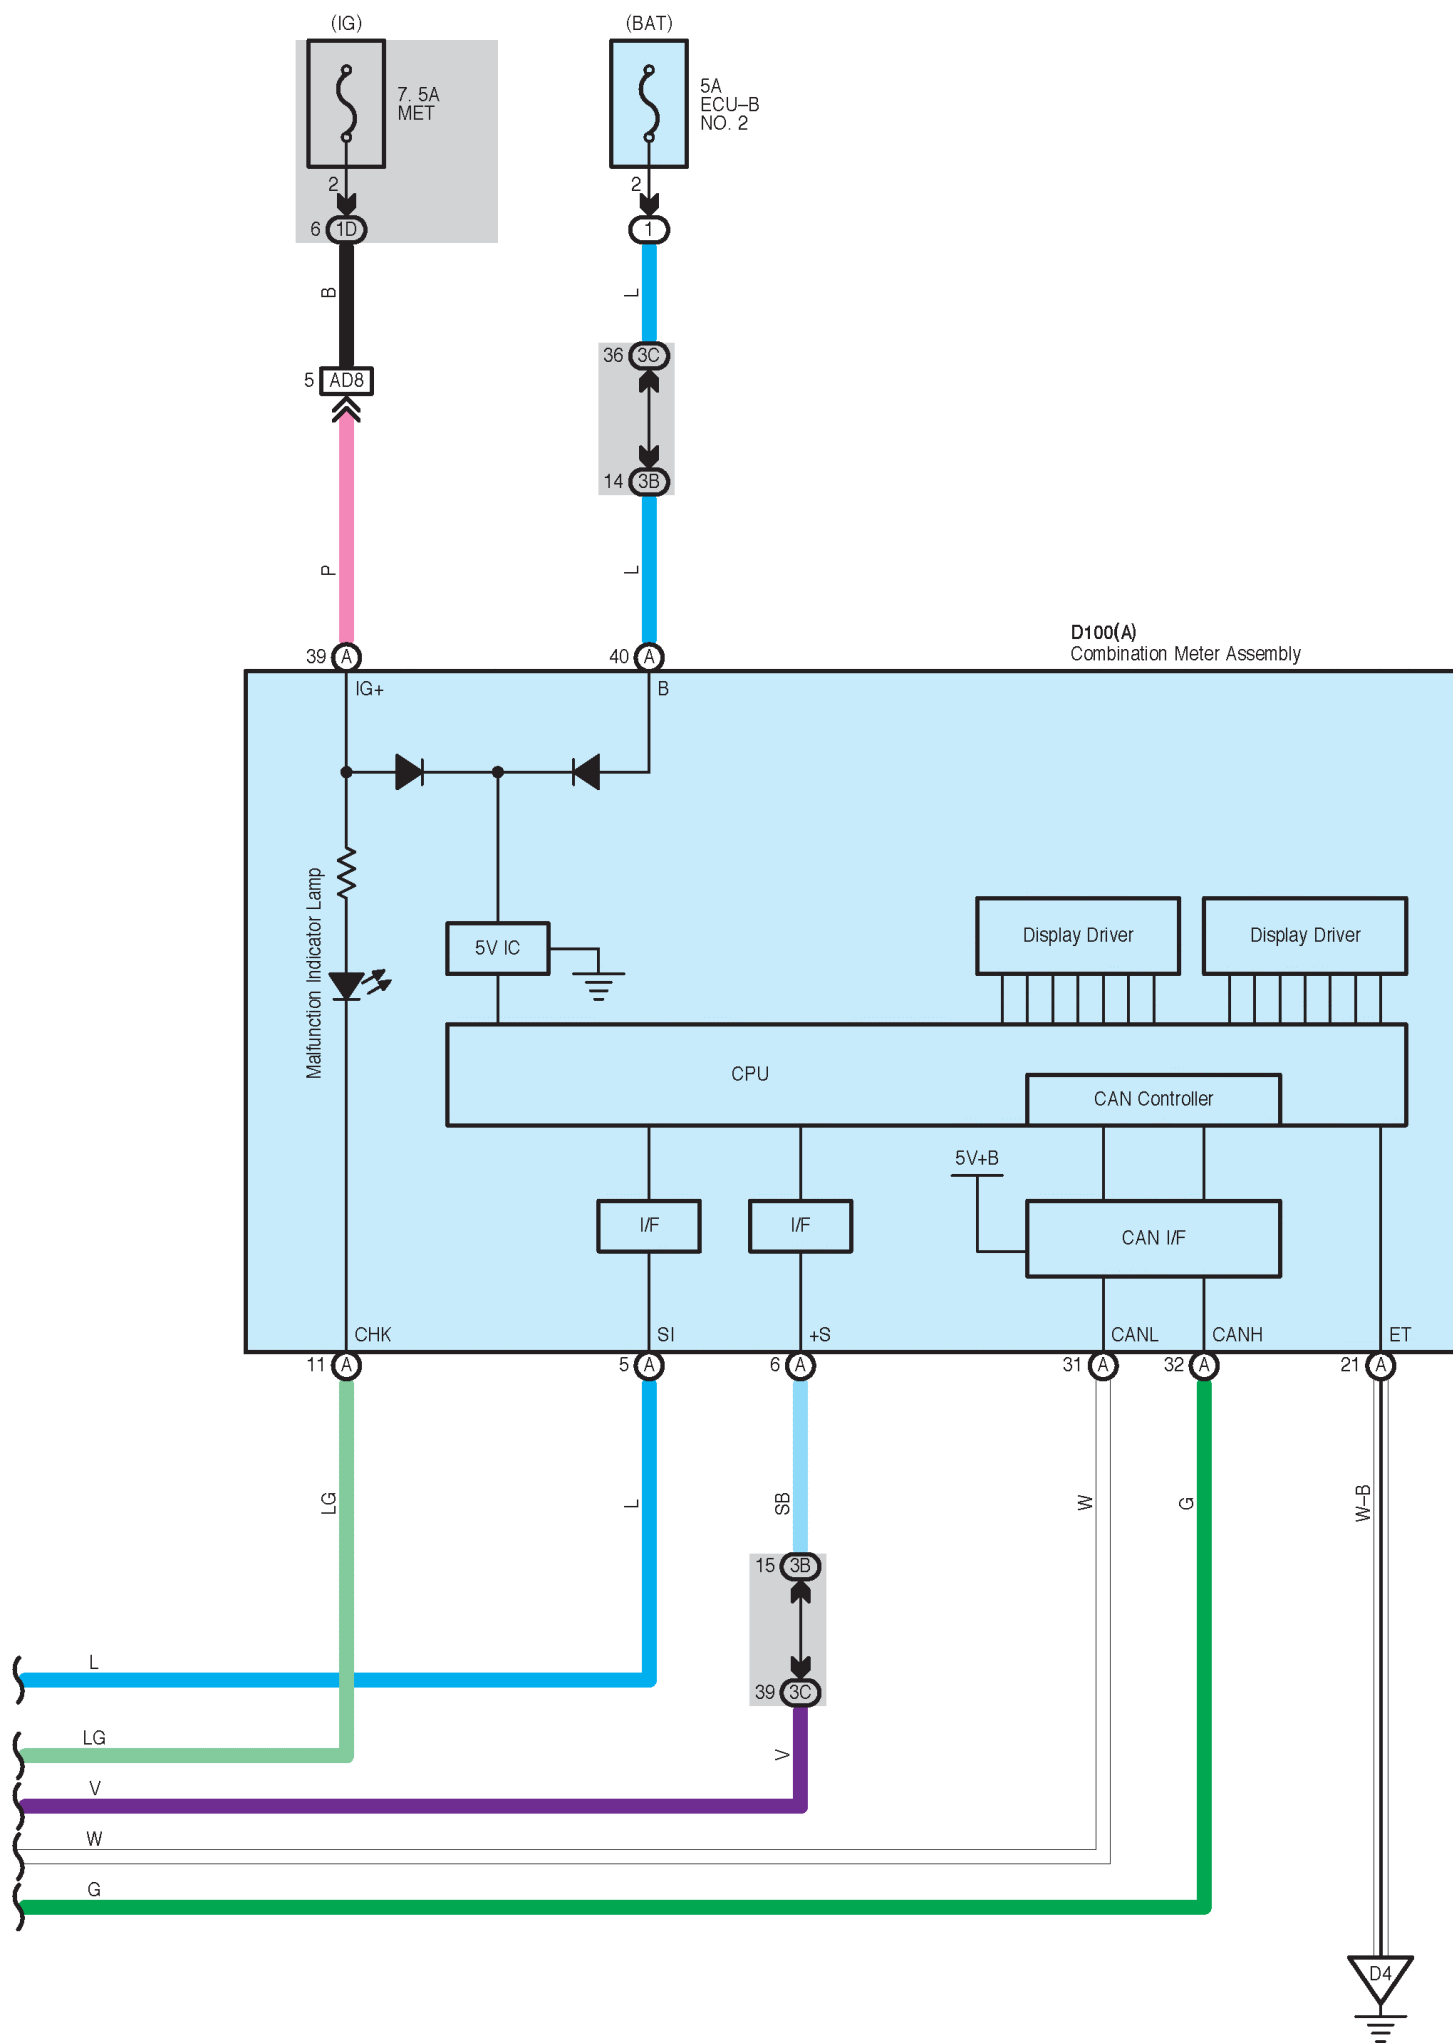 (IG)
(BAT)
7. 5A
MET
5A
ECU–B
NO. 2
2
2
6 1D
1
B
L
36 3C
5 AD8
14 3B
P
L
D100(A)
Combination Meter Assembly
39 A
40 A
IG+
B
Malfunction Indicator Lamp
5V IC
Display Driver
Display Driver
CPU
CAN Controller
5V+B
I/F
I/F
CAN I/F
CHK
SI
+S
CANL
CANH
ET
11 A
5 A
6 A
31 A
32 A
21 A
LG
L
SB
W
G
W–B
15 3B
L
39 3C
LG
V
V
W
G
D4